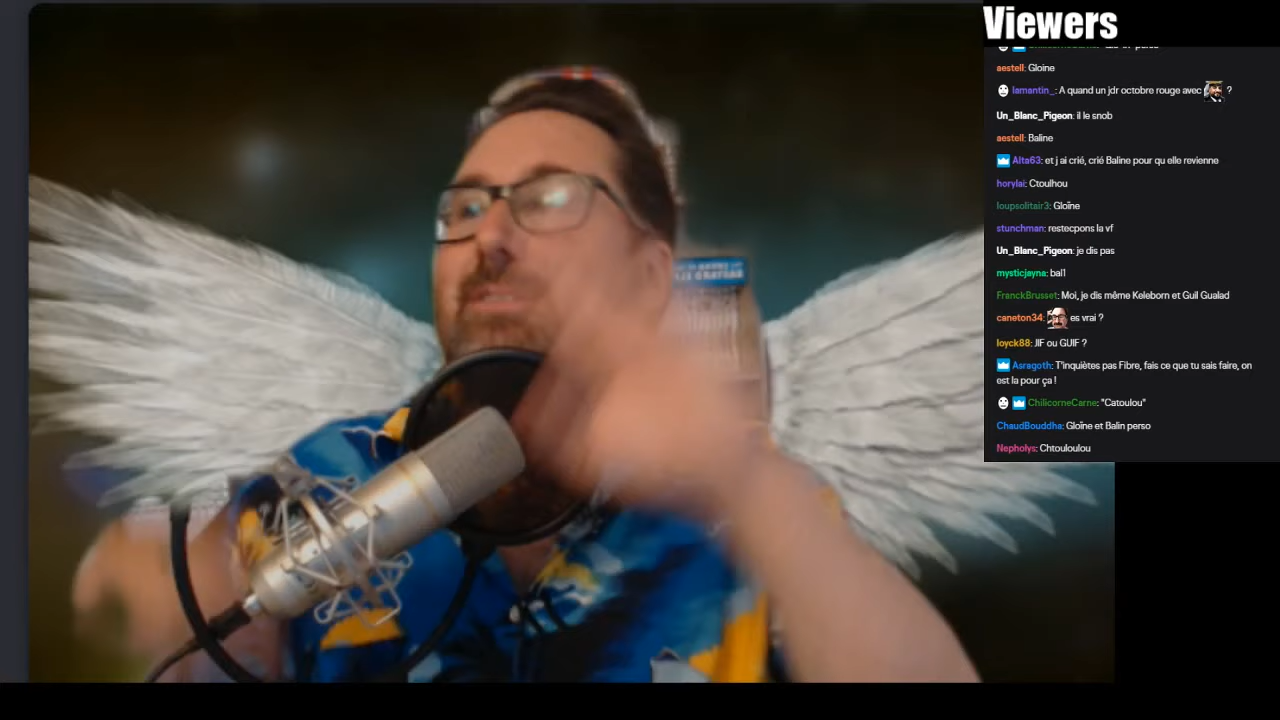 Viewers
aestell: Gloine
lamantin_: A quand un jdr octobre rouge avec ?
Un_Blanc_Pigeon: il le snob
aestell: Baline
Alta63: et j ai crié, crié Baline pour qu elle revienne
horylai: Ctoulhou
loupsolitair3: Gloïne
stunchman: restecpons la vf
Un_Blanc_Pigeon: je dis pas
mysticjayna: bal1
FranckBrusset: Moi, je dis même Keleborn et Guil Gualad
caneton34: es vrai ?
loyck88: JIF ou GUIF ?
Asragoth: T'inquiètes pas Fibre, fais ce que tu sais faire, on
est la pour ça !
ChilicorneCarne: "Catoulou"
ChaudBouddha: Gloïne et Balin perso
Nepholys: Chtouloulou